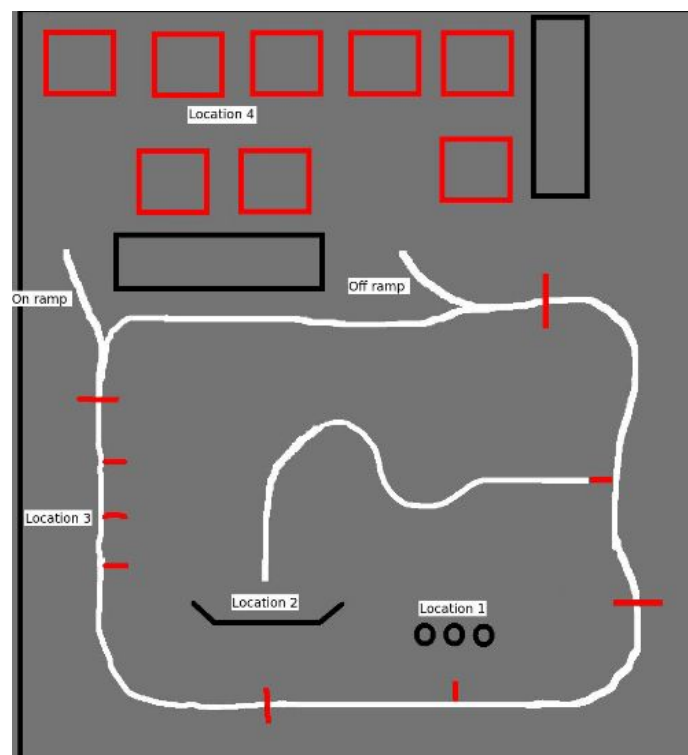 Location 4
Off ramp
On ramp
Location 3
Location 2
Location 1